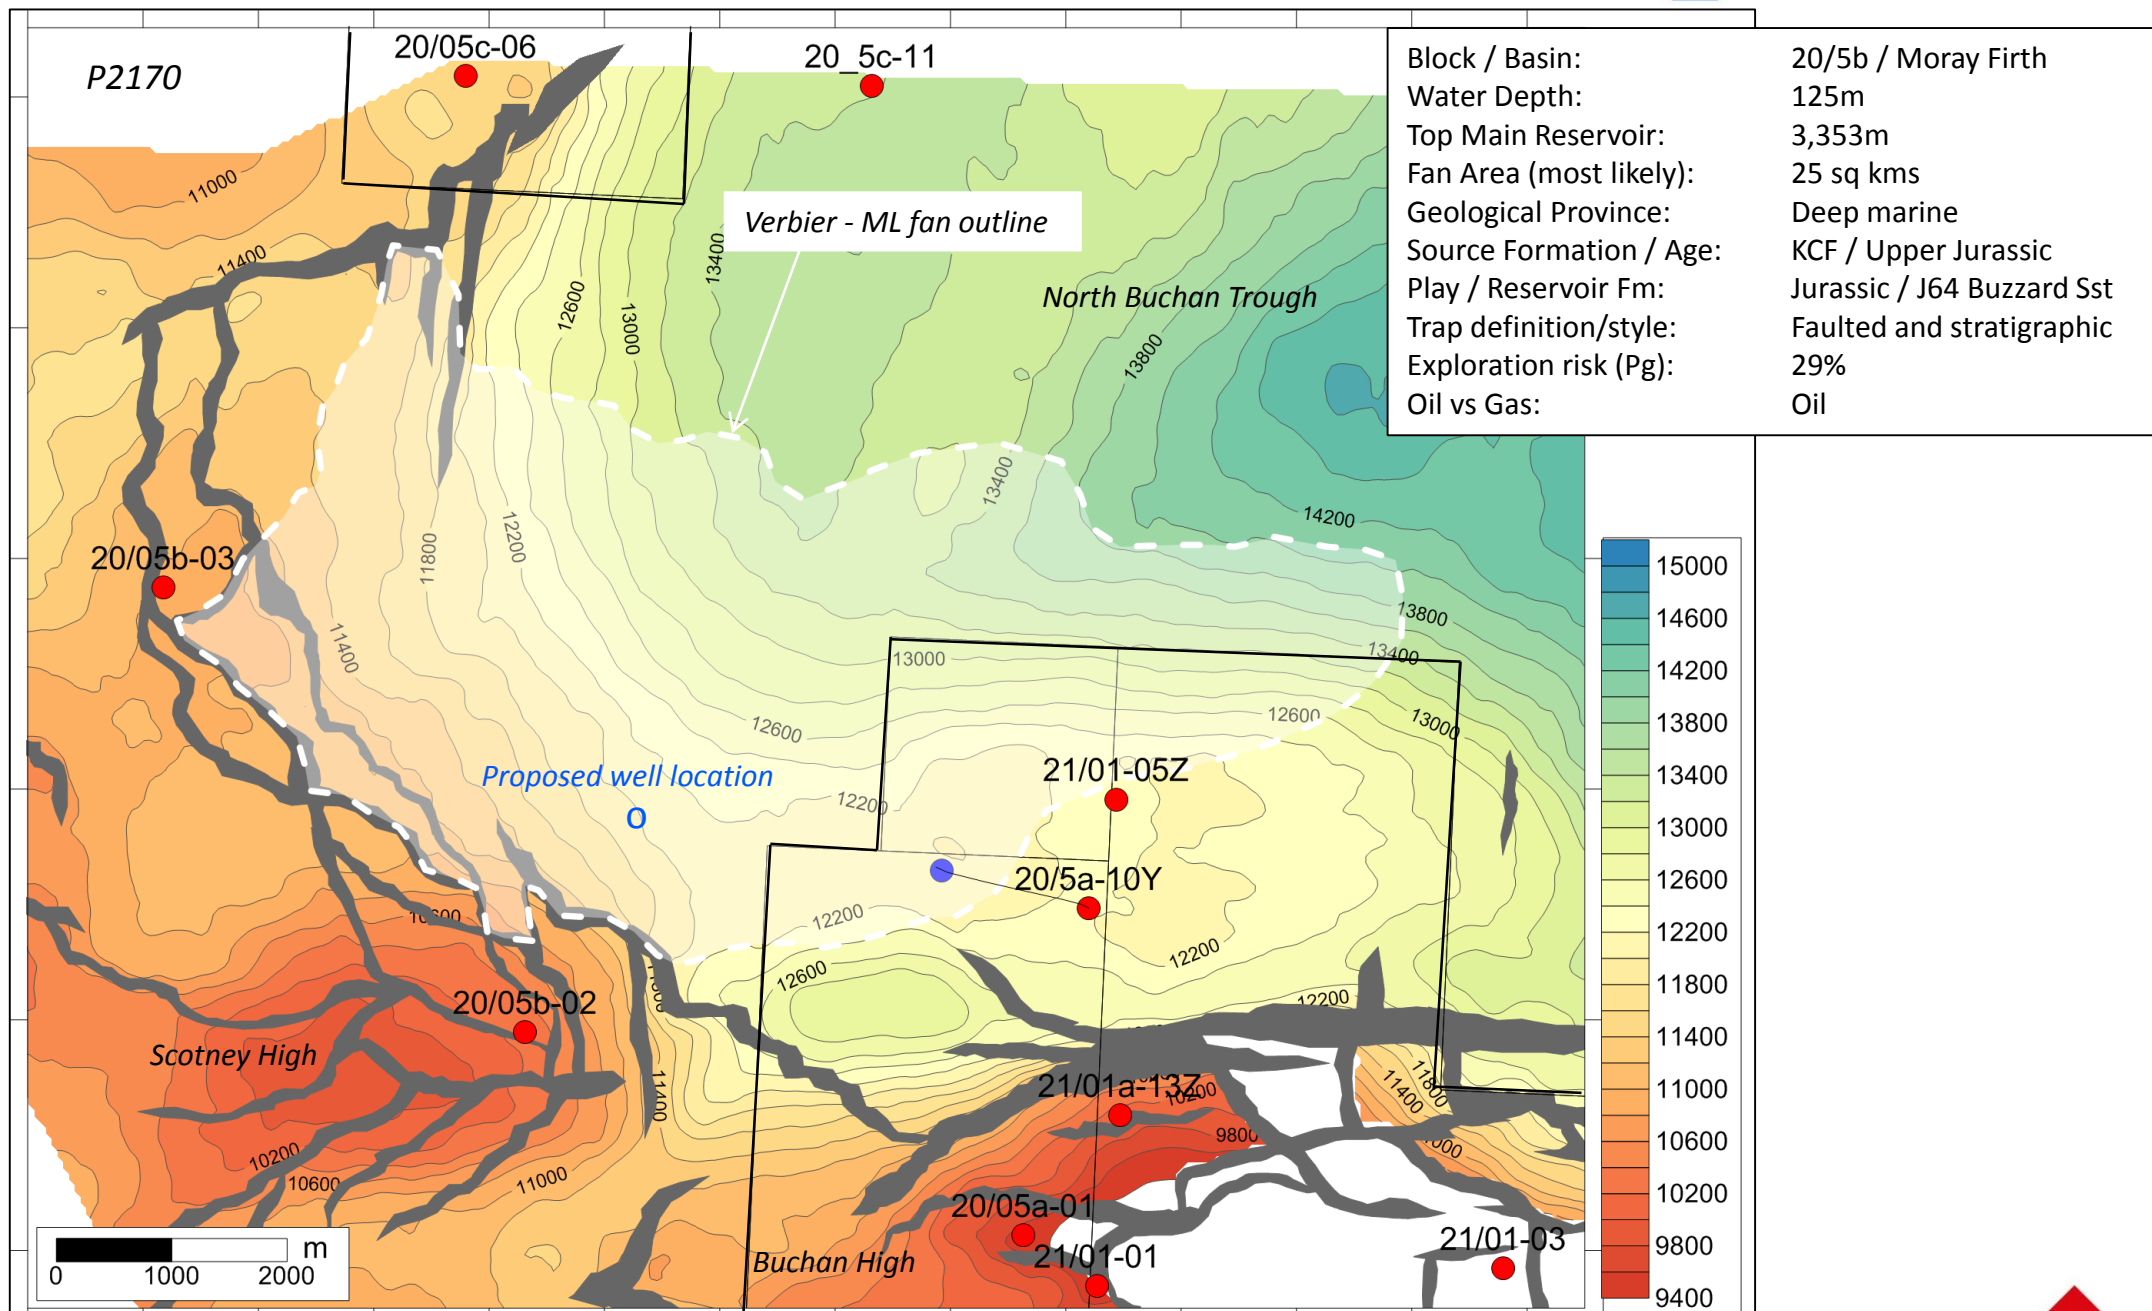 P2170
20/05c-06
20_5c-11
Block / Basin: 20/5b / Moray Firth
Water Depth: 125m
Top Main Reservoir: 3,353m
Fan Area (most likely): 25 sq kms
Geological Province: Deep marine
Source Formation / Age: KCF / Upper Jurassic
Play / Reservoir Fm: Jurassic / J64 Buzzard Sst
Trap definition/style: Faulted and stratigraphic
Exploration risk (Pg): 29%
Oil vs Gas: Oil
11000
Verbier - ML fan outline
11400
13400
North Buchan Trough
12600
13000
13800
13400
14200
12200
11800
20/05b-03
13800
11400
13400
13000
12600
12600
13000
Proposed well location
O
21/01-05Z
12200
20/5a-10Y
12200
10600
12200
12600
20/05b-02
12200
Scotney High
11400
21/01a-13Z
10200
11400
11800
9800
10200
10600
11000
20/05a-01
21/01-01
21/01-03
Buchan High
m
0 1000 2000
15000
14600
14200
13800
13400
13000
12600
12200
11800
11400
11000
10600
10200
9800
9400